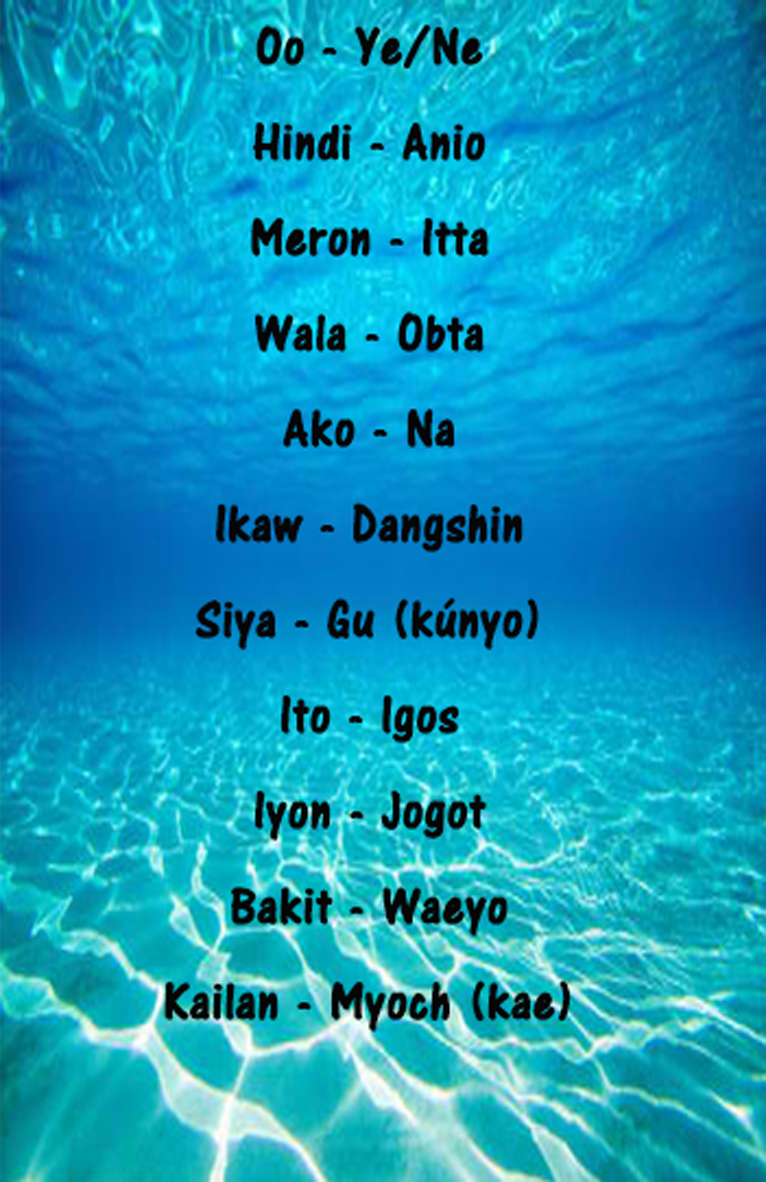 Oo - Ye/Ne
Hindi - Anio
Meron - Itta
Wala - Obta
Ako - Na
Ikaw - Dangshin
Siya - Gu (kúnyo)
Ito - Igos
Iyon - Jogot
Bakit - Waeyo
Kailan - Myoch (kae)